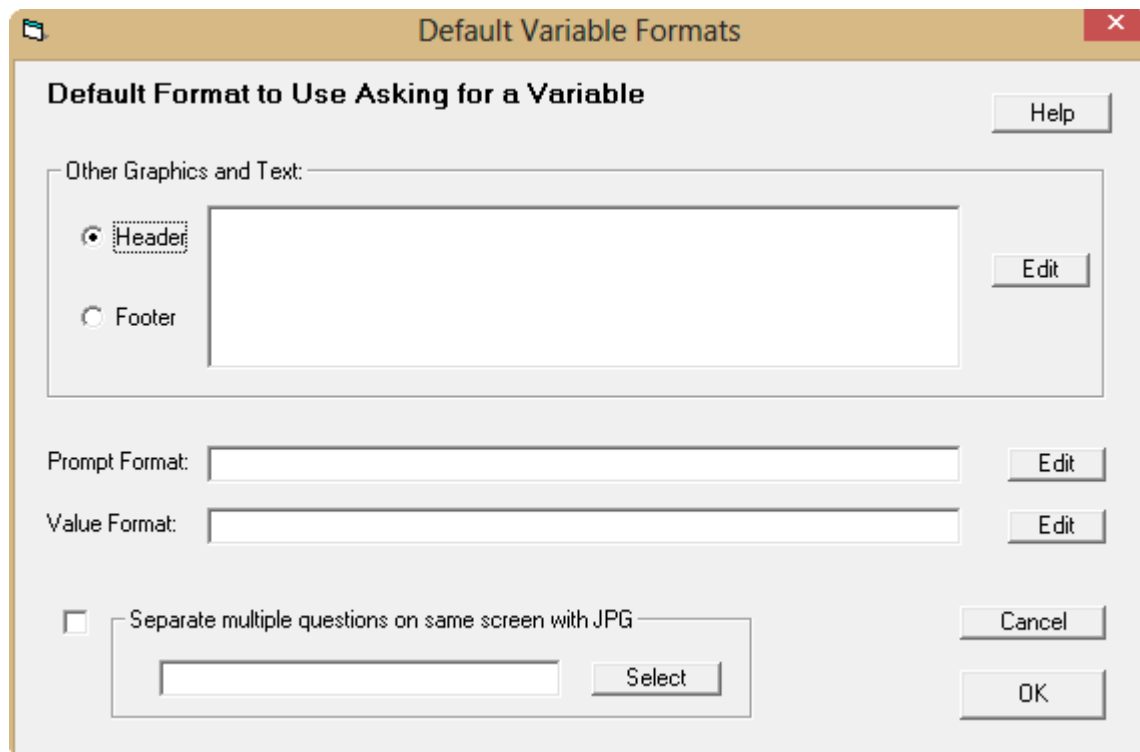 Default Variable Formats
Default Format to Use Asking for a Variable
Help
Other Graphics and Text:
Header
Edit
Footer
Prompt Format:
Edit
Value Format:
Edit
Separate multiple questions on same screen with JPG
Cancel
Select
OK